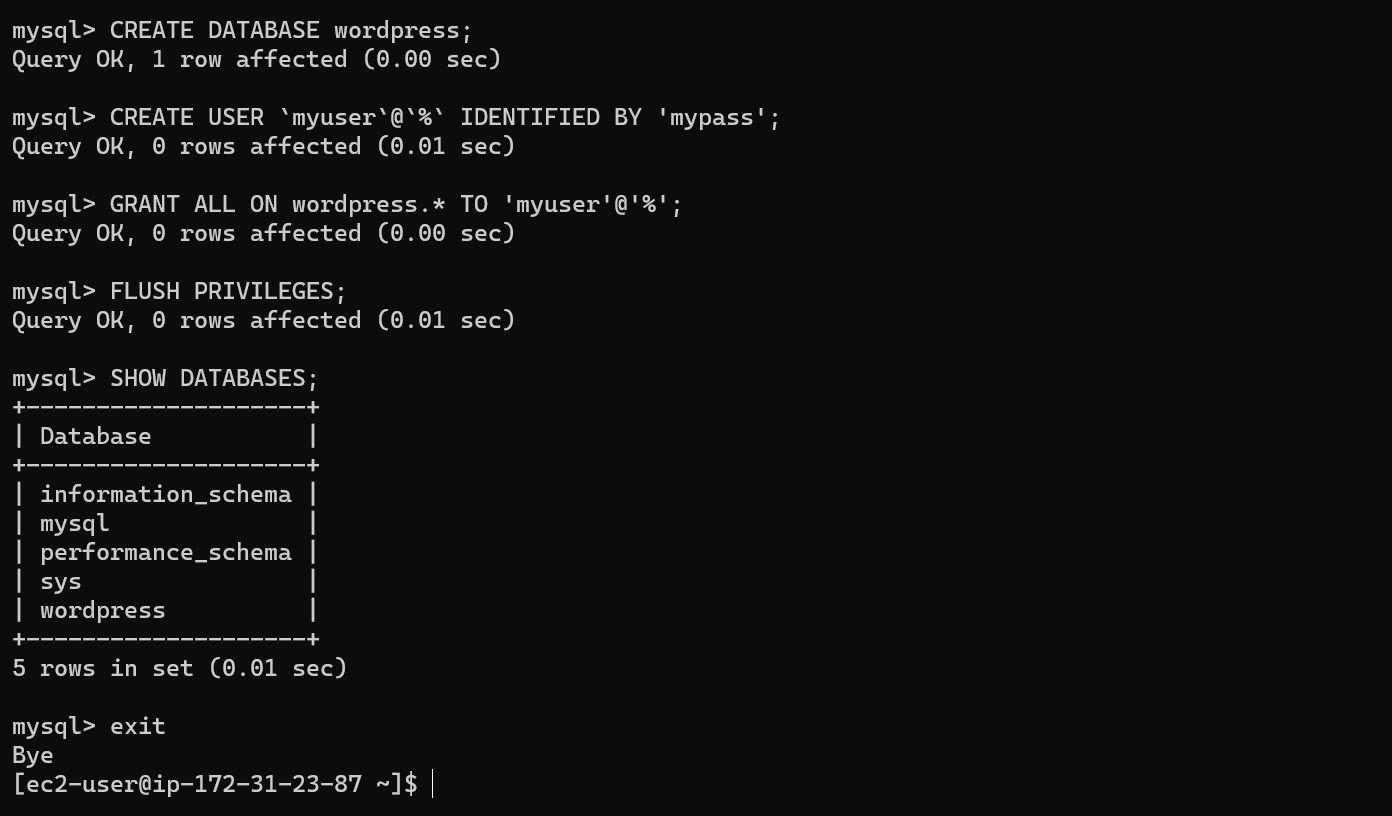 mysql> CREATE DATABASE wordpress;
Query OK, 1 row affected (0.00 sec)
mysql> CREATE USER `myuser`@`%` IDENTIFIED BY 'mypass';
Query OK, 0 rows affected (0.01 sec)
mysql> GRANT ALL ON wordpress.* TO 'myuser'@'%';
Query OK, 0 rows affected (0.00 sec)
mysql> FLUSH PRIVILEGES;
Query OK, 0 rows affected (0.01 sec)
mysql> SHOW DATABASES;
+--------------------+
| Database           |
+--------------------+
| information_schema |
| mysql              |
| performance_schema |
| sys                |
| wordpress          |
+--------------------+
5 rows in set (0.01 sec)
mysql> exit
Bye
[ec2-user@ip-172-31-23-87 ~]$